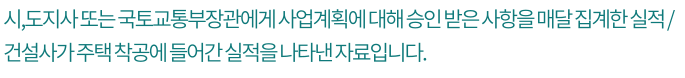 시,도지사 또는 국토교통부장관에게 사업계획에 대해 승인 받은 사항을 매달 집계한 실적 /
건설사가 주택 착공에 들어간 실적을 나타낸 자료입니다.